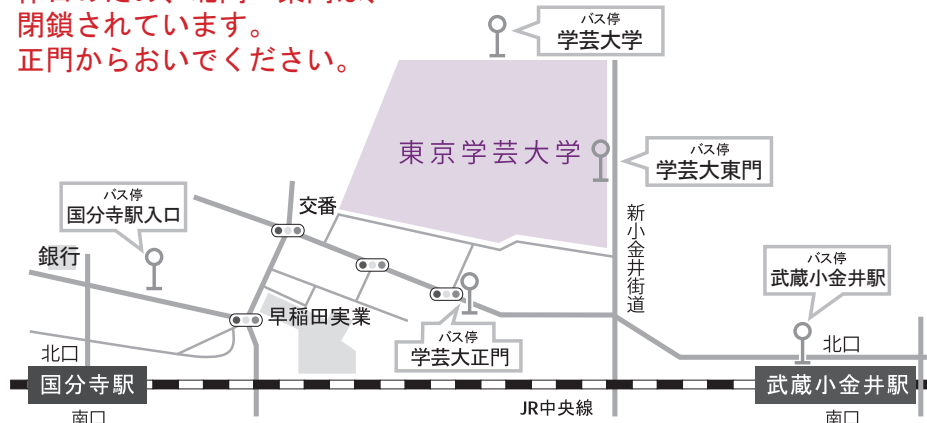 閉鎖されています。
正門からおいでください。
バス停
学芸大学
東京学芸大学
バス停
学芸大東門
バス停
国分寺駅入口
交番
新小金井街道
銀行
バス停
武蔵小金井駅
早稲田実業
バス停
学芸大正門
北口
北口
国分寺駅
武蔵小金井駅
JR中央線
南口
南口